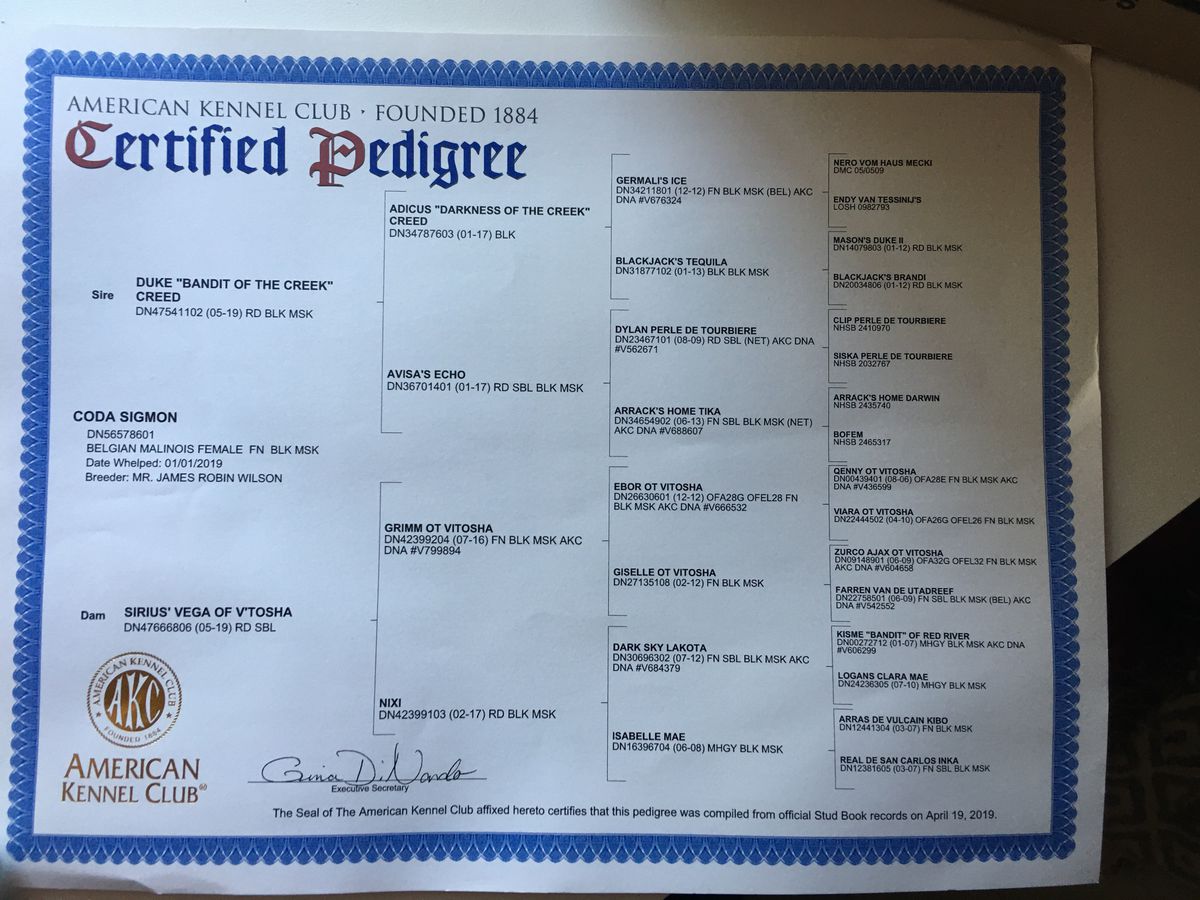 AMERICAN KENNEL CLUB · FOUNDED 1884
Certified Pedigree
Sire
DUKE "BANDIT OF THE CREEK"
CREED
DN47541102 (05-19) RD BLK MSK
CODA SIGMON
DN56578601
BELGIAN MALINOIS FEMALE FN BLK MSK
Date Whelped: 01/01/2019
Breeder: MR. JAMES ROBIN WILSON
Dam
SIRIUS' VEGA OF V'TOSHA
DN47666806 (05-19) RD SBL
ADICUS "DARKNESS OF THE CREEK"
CREED
DN34787603 (01-17) BLK
AVISA'S ECHO
DN36701401 (01-17) RD SBL BLK MSK
GRIMM OT VITOSHA
DN42399204 (07-16) FN BLK MSK AKC
DNA #V799894
NIXI
DN42399103 (02-17) RD BLK MSK
GERMALI'S ICE
DN34211801 (12-12) FN BLK MSK (BEL) AKC
DNA #V676324
BLACKJACK'S TEQUILA
DN31877102 (01-13) BLK BLK MSK
DYLAN PERLE DE TOURBIERE
DN23467101 (08-09) RD SBL (NET) AKC DNA
#V562671
ARRACK'S HOME TIKA
DN34654902 (06-13) FN SBL BLK MSK (NET)
AKC DNA #V688607
EBOR OT VITOSHA
DN26630601 (12-12) OFA28G OFEL28 FN
BLK MSK AKC DNA #V666532
GISELLE OT VITOSHA
DN27135108 (02-12) FN BLK MSK
DARK SKY LAKOTA
DN30696302 (07-12) FN SBL BLK MSK AKC
DNA #V684379
ISABELLE MAE
DN16396704 (06-08) MHGY BLK MSK
NERO VOM HAUS MECKI
DMC 05/0509
ENDY VAN TESSINIJ'S
LOSH 0982793
MASON'S DUKE II
DN14079803 (01-12) RD BLK MSK
BLACKJACK'S BRANDI
DN20034806 (01-12) RD BLK MSK
CLIP PERLE DE TOURBIERE
NHSB 2410970
SISKA PERLE DE TOURBIERE
NHSB 2032767
ARRACK'S HOME DARWIN
NHSB 2435740
BOFEM
NHSB 2465317
QENNY OT VITOSHA
DN00439401 (08-06) OFA28E FN BLK MSK AKC
DNA #V436599
VIARA OT VITOSHA
DN22444502 (04-10) OFA26G OFEL26 FN BLK MSK
ZURCO AJAX OT VITOSHA
DN09148901 (06-09) OFA32G OFEL32 FN BLK MSK
AKC DNA #V604658
FARREN VAN DE UTADREEF
DN22758501 (06-09) FN SBL BLK MSK (BEL) AKC
DNA #V542552
KISME "BANDIT" OF RED RIVER
DN00272712 (01-07) MHGY BLK MSK AKC DNA
#V606299
LOGANS CLARA MAE
DN24236305 (07-10) MHGY BLK MSK
ARRAS DE VULCAIN KIBO
DN12441304 (03-07) FN BLK MSK
REAL DE SAN CARLOS INKA
DN12381605 (03-07) FN SBL BLK MSK
AMERICAN KENNEL CLUB
AKC
FOUNDED 1884
AMERICAN
KENNEL CLUB®
Gina DiNardo
Executive Secretary
The Seal of The American Kennel Club affixed hereto certifies that this pedigree was compiled from official Stud Book records on April 19, 2019.